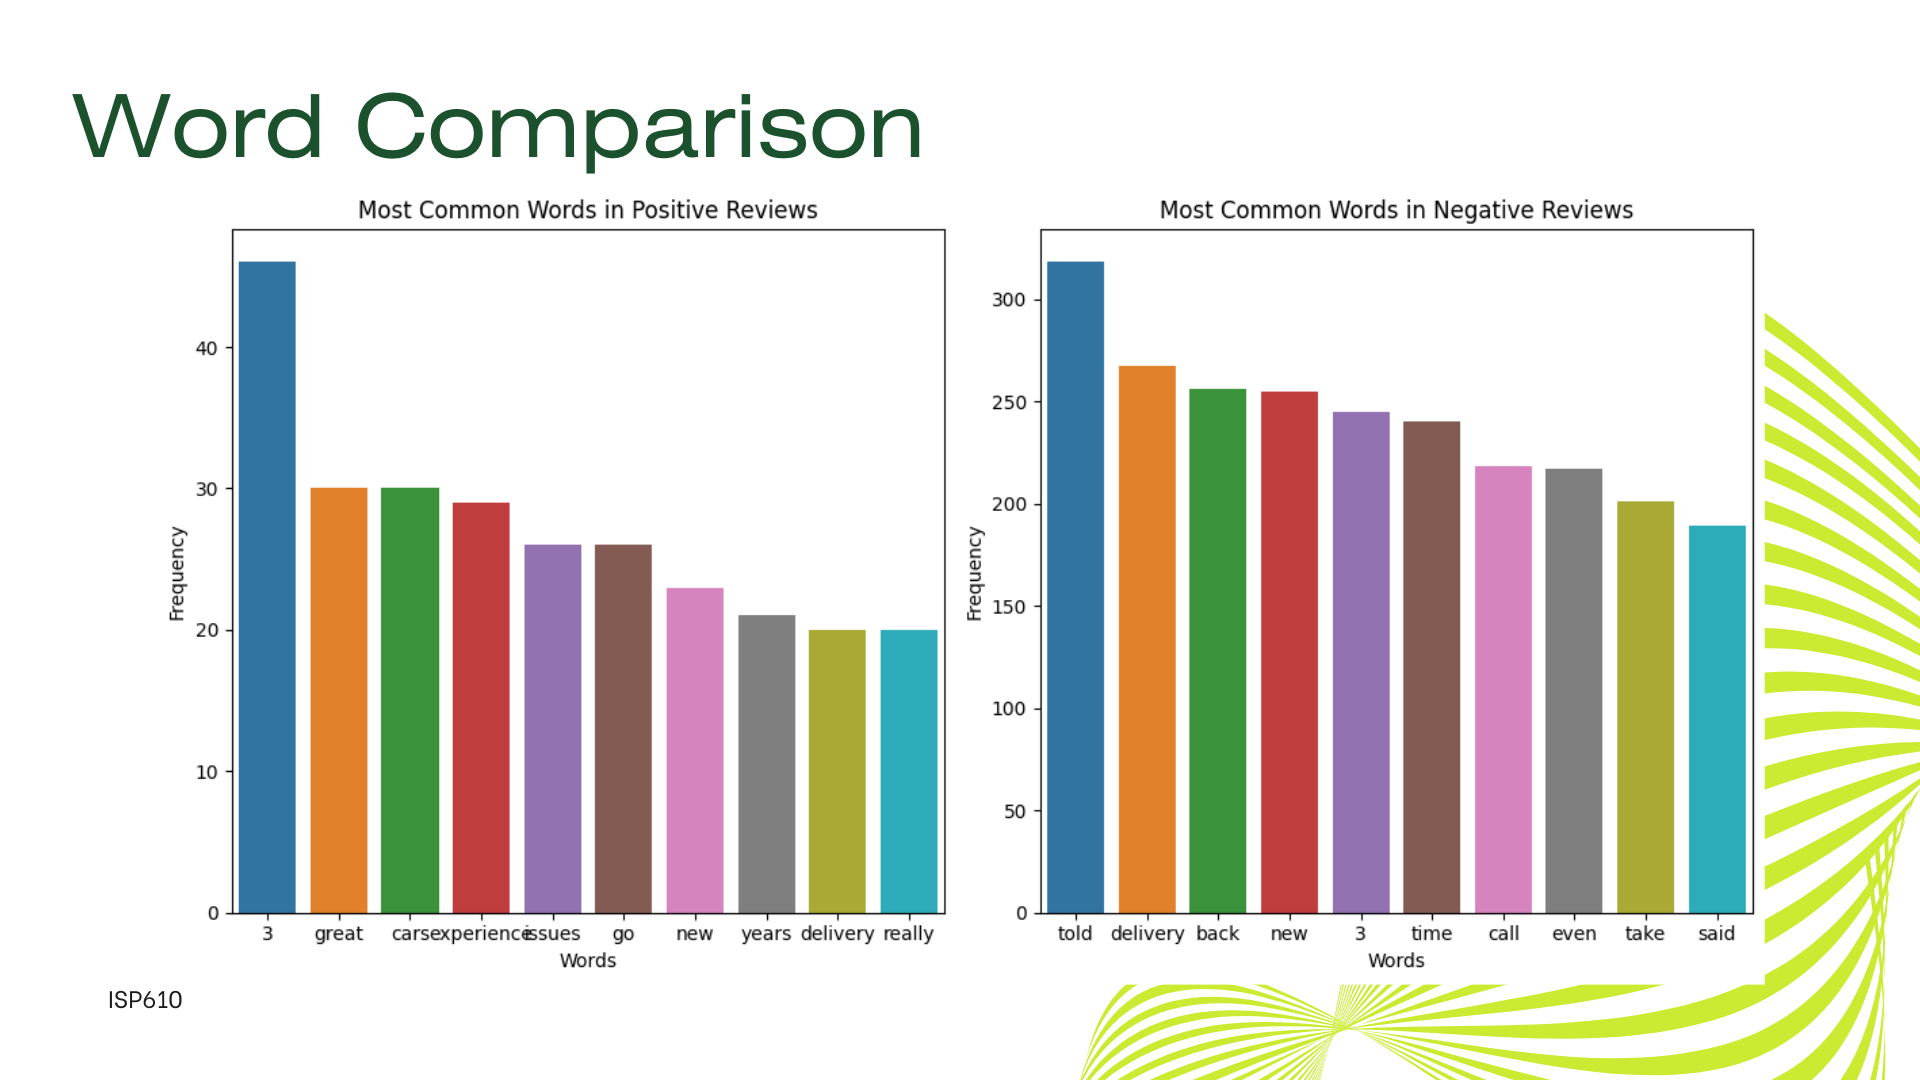 Word Comparison
Most Common Words in Positive Reviews
Frequency
40
30
20
10
0
3 great cars experience issues go new years delivery really
Words
Most Common Words in Negative Reviews
Frequency
300
250
200
150
100
50
0
told delivery back new 3 time call even take said
Words
ISP610